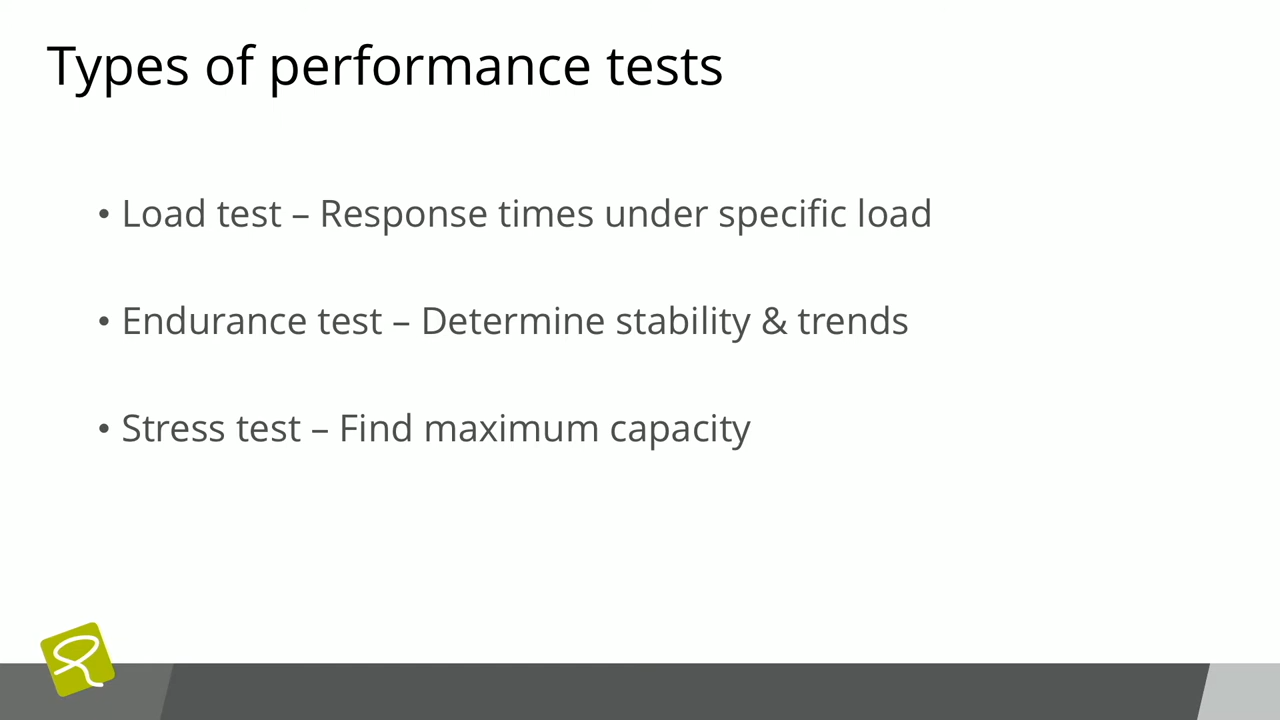 Types of performance tests
• Load test – Response times under specific load
• Endurance test – Determine stability & trends
• Stress test – Find maximum capacity